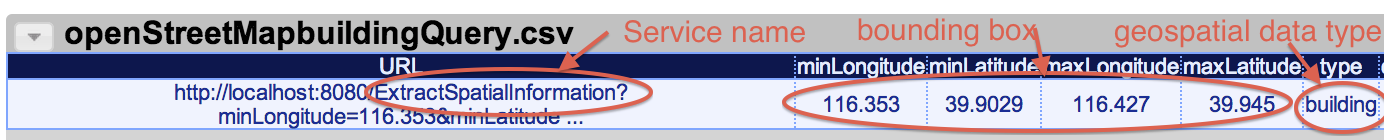 openStreetMapbuildingQuery.csv Service name bounding box geospatial data type
URL minLongitude minLatitude maxLongitude maxLatitude type
http://localhost:8080/ExtractSpatialInformation?
minLongitude=116.353&minLatitude ... 116.353 39.9029 116.427 39.945 building